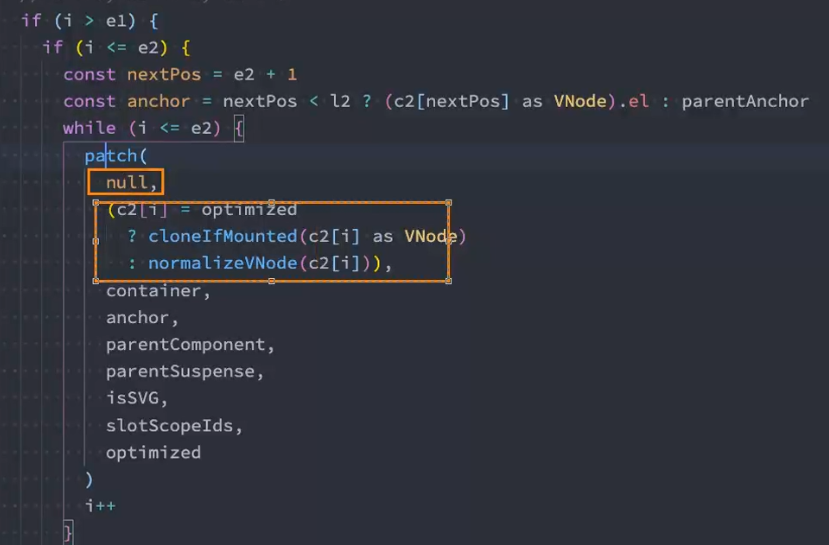 if (i > e1) {
if (i <= e2) {
const nextPos = e2 + 1
const anchor = nextPos < l2 ? (c2[nextPos] as VNode).el : parentAnchor
while (i <= e2) {
patch(
null,
(c2[i] = optimized
? cloneIfMounted(c2[i] as VNode)
: normalizeVNode(c2[i])),
container,
anchor,
parentComponent,
parentSuspense,
isSVG,
slotScopeIds,
optimized
)
i++
}